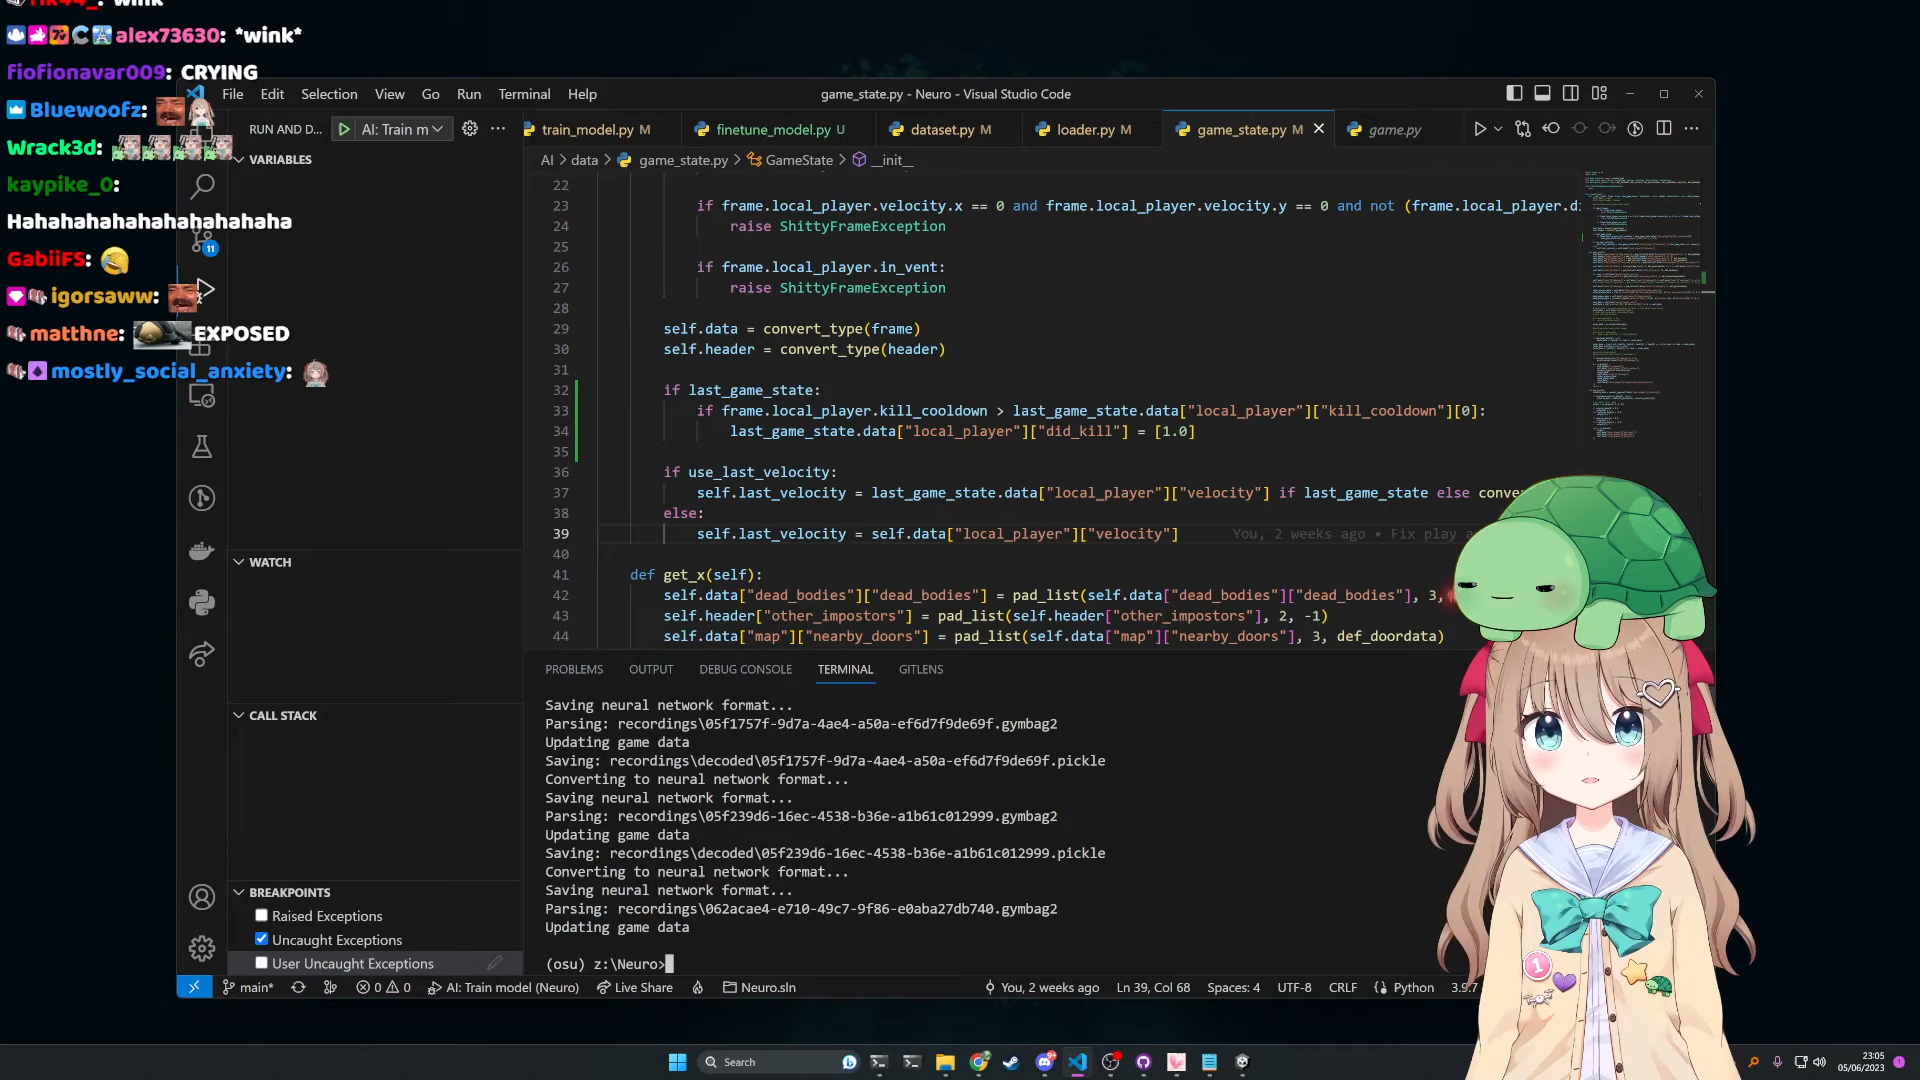 TIK44_: *wink*
alex73630: *wink*
fioFionavar009: CRYING
Bluewoofz:
Wrack3d:
kaypike_0:
Hahahahahahahahahaha
GabiiFS:
igorsaww:
matthne: EXPOSED
mostly_social_anxiety:
File Edit Selection View Go Run Terminal Help
game_state.py - Neuro - Visual Studio Code
RUN AND D... AI: Train m
train_model.py M finetune_model.py U dataset.py M loader.py M game_state.py M game.py
AI > data > game_state.py > GameState > __init__
VARIABLES
WATCH
CALL STACK
BREAKPOINTS
Raised Exceptions
Uncaught Exceptions
User Uncaught Exceptions
11
22
23 if frame.local_player.velocity.x == 0 and frame.local_player.velocity.y == 0 and not (frame.local_player.di
24 raise ShittyFrameException
25
26 if frame.local_player.in_vent:
27 raise ShittyFrameException
28
29 self.data = convert_type(frame)
30 self.header = convert_type(header)
31
32 if last_game_state:
33 if frame.local_player.kill_cooldown > last_game_state.data["local_player"]["kill_cooldown"][0]:
34 last_game_state.data["local_player"]["did_kill"] = [1.0]
35
36 if use_last_velocity:
37 self.last_velocity = last_game_state.data["local_player"]["velocity"] if last_game_state else conve
38 else:
39 self.last_velocity = self.data["local_player"]["velocity"] You, 2 weeks ago • Fix play a
40
41 def get_x(self):
42 self.data["dead_bodies"]["dead_bodies"] = pad_list(self.data["dead_bodies"]["dead_bodies"], 3,
43 self.header["other_impostors"] = pad_list(self.header["other_impostors"], 2, -1)
44 self.data["map"]["nearby_doors"] = pad_list(self.data["map"]["nearby_doors"], 3, def_doordata)
PROBLEMS OUTPUT DEBUG CONSOLE TERMINAL GITLENS
Saving neural network format...
Parsing: recordings\05f1757f-9d7a-4ae4-a50a-ef6d7f9de69f.gymbag2
Updating game data
Saving: recordings\decoded\05f1757f-9d7a-4ae4-a50a-ef6d7f9de69f.pickle
Converting to neural network format...
Saving neural network format...
Parsing: recordings\05f239d6-16ec-4538-b36e-a1b61c012999.gymbag2
Updating game data
Saving: recordings\decoded\05f239d6-16ec-4538-b36e-a1b61c012999.pickle
Converting to neural network format...
Saving neural network format...
Parsing: recordings\062acae4-e710-49c7-9f86-e0aba27db740.gymbag2
Updating game data
(osu) z:\Neuro>
main* 0 0 AI: Train model (Neuro) Live Share Neuro.sln You, 2 weeks ago Ln 39, Col 68 Spaces: 4 UTF-8 CRLF Python 3.9.7
1
Search
23:05
05/06/2023